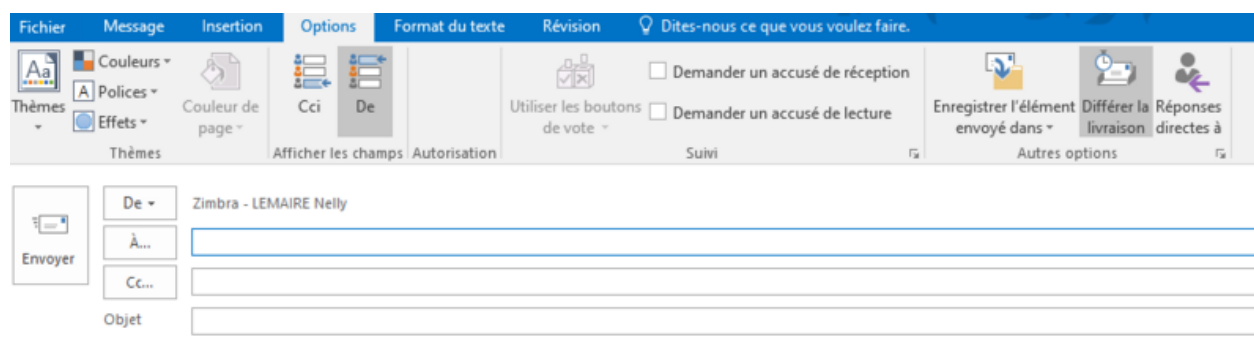 Fichier Message Insertion Options Format du texte Révision Dites-nous ce que vous voulez faire.
Aa Couleurs
A Polices
Thèmes Effets
Couleur de page
Cci De
Utiliser les boutons de vote
Demander un accusé de réception
Demander un accusé de lecture
Enregistrer l'élément envoyé dans
Différer la livraison
Réponses directes à
Thèmes Afficher les champs Autorisation Suivi Autres options
Envoyer
De Zimbra - LEMAIRE Nelly
À...
Cc...
Objet